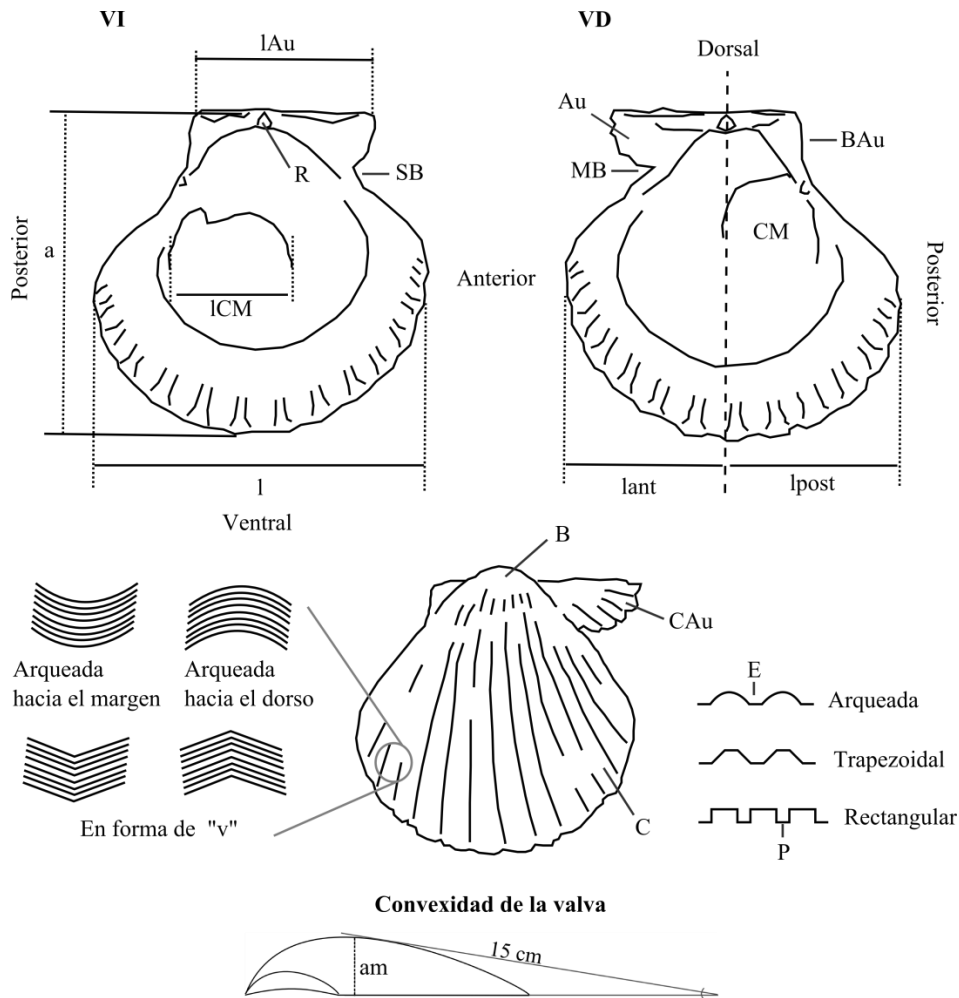 VI
VD
lAu
Dorsal
Au
BAu
R
SB
MB
CM
Posterior
a
Anterior
Posterior
lCM
l
lant
lpost
Ventral
B
CAu
Arqueada
hacia el margen
Arqueada
hacia el dorso
E
Arqueada
Trapezoidal
Rectangular
P
En forma de "v"
C
Convexidad de la valva
15 cm
am